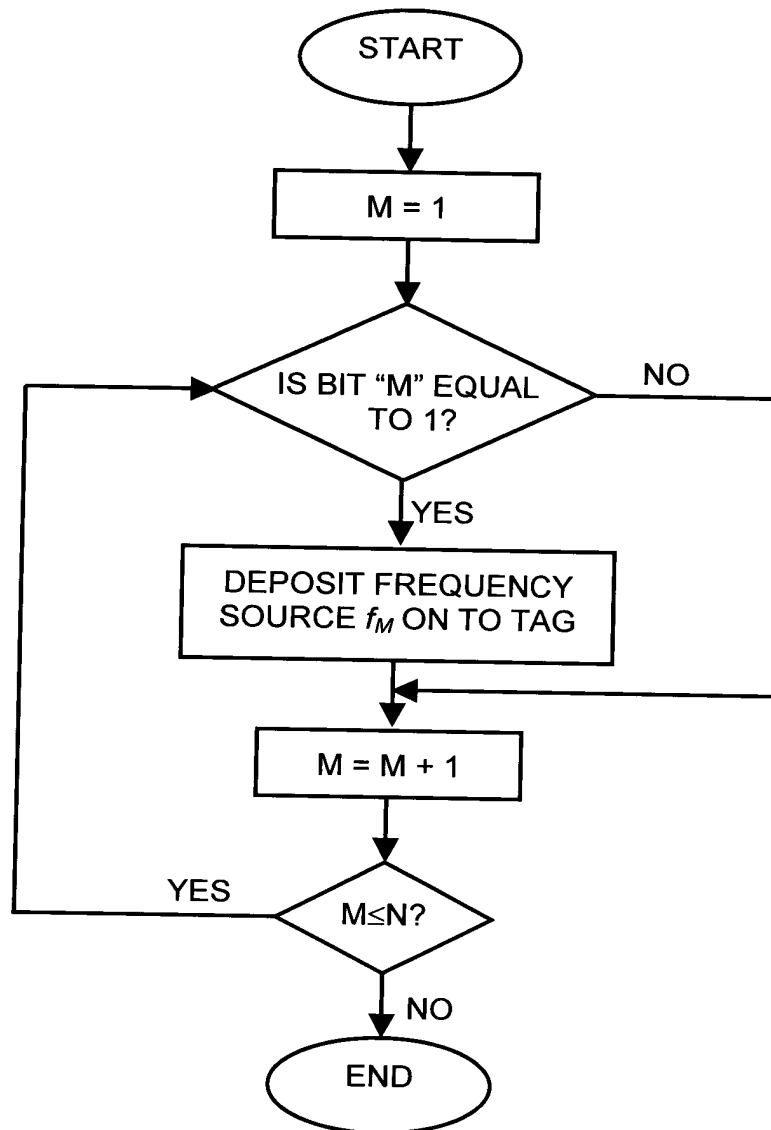 START
M = 1
IS BIT “M” EQUAL
TO 1?
NO
YES
DEPOSIT FREQUENCY
SOURCE fM ON TO TAG
M = M + 1
YES
M≤N?
NO
END